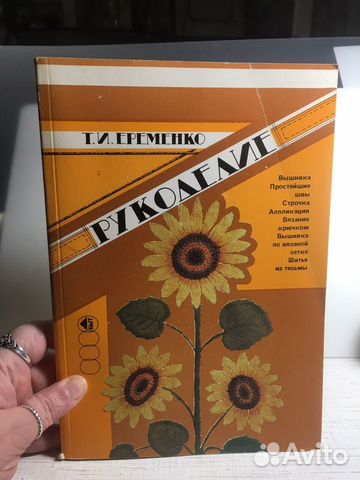 Т.И. ЕРЕМЕНКО
РУКОДЕЛИЕ
Вышивка
Простейшие
швы
Строчка
Аппликация
Вязание
крючком
Вышивка
по вязаной
сетке
Шитье
из тесьмы
Avito